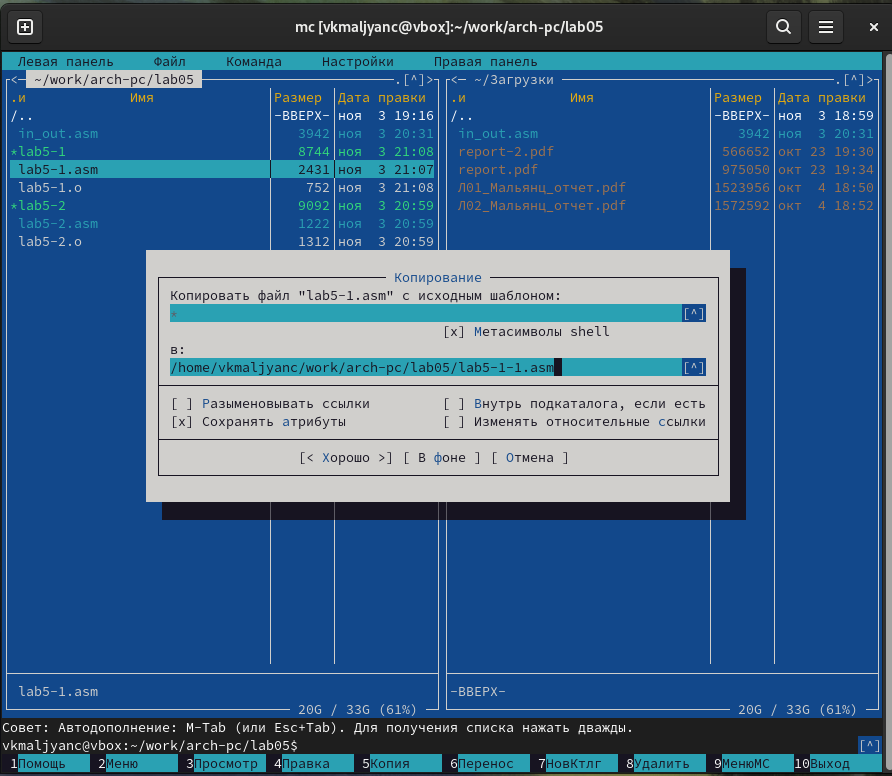 mc [vkmaljyanc@vbox]:~/work/arch-pc/lab05
Левая панель Файл Команда Настройки Правая панель
<— ~/work/arch-pc/lab05 .[^]> <— ~/Загрузки .[^]>
.и Имя Размер Дата правки .и Имя Размер Дата правки
/.. -ВВЕРХ- ноя 3 19:16 /.. -ВВЕРХ- ноя 3 18:59
in_out.asm 3942 ноя 3 20:31 in_out.asm 3942 ноя 3 20:31
*lab5-1 8744 ноя 3 21:08 report-2.pdf 566652 окт 23 19:30
lab5-1.asm 2431 ноя 3 21:07 report.pdf 975050 окт 23 19:34
lab5-1.o 752 ноя 3 21:08 Л01_Мальянц_отчет.pdf 1523956 окт 4 18:50
*lab5-2 9092 ноя 3 20:59 Л02_Мальянц_отчет.pdf 1572592 окт 4 18:52
lab5-2.asm 1222 ноя 3 20:59
lab5-2.o 1312 ноя 3 20:59
Копирование
Копировать файл "lab5-1.asm" с исходным шаблоном:
* [^]
[x] Метасимволы shell
в:
/home/vkmaljyanc/work/arch-pc/lab05/lab5-1-1.asm [^]
[ ] Разыменовывать ссылки [ ] Внутрь подкаталога, если есть
[x] Сохранять атрибуты [ ] Изменять относительные ссылки
[< Хорошо >] [ В фоне ] [ Отмена ]
lab5-1.asm -ВВЕРХ-
20G / 33G (61%) 20G / 33G (61%)
Совет: Автодополнение: M-Tab (или Esc+Tab). Для получения списка нажать дважды.
vkmaljyanc@vbox:~/work/arch-pc/lab05$ [^]
1Помощь 2Меню 3Просмотр 4Правка 5Копия 6Перенос 7НовКтлг 8Удалить 9МенюMC 10Выход